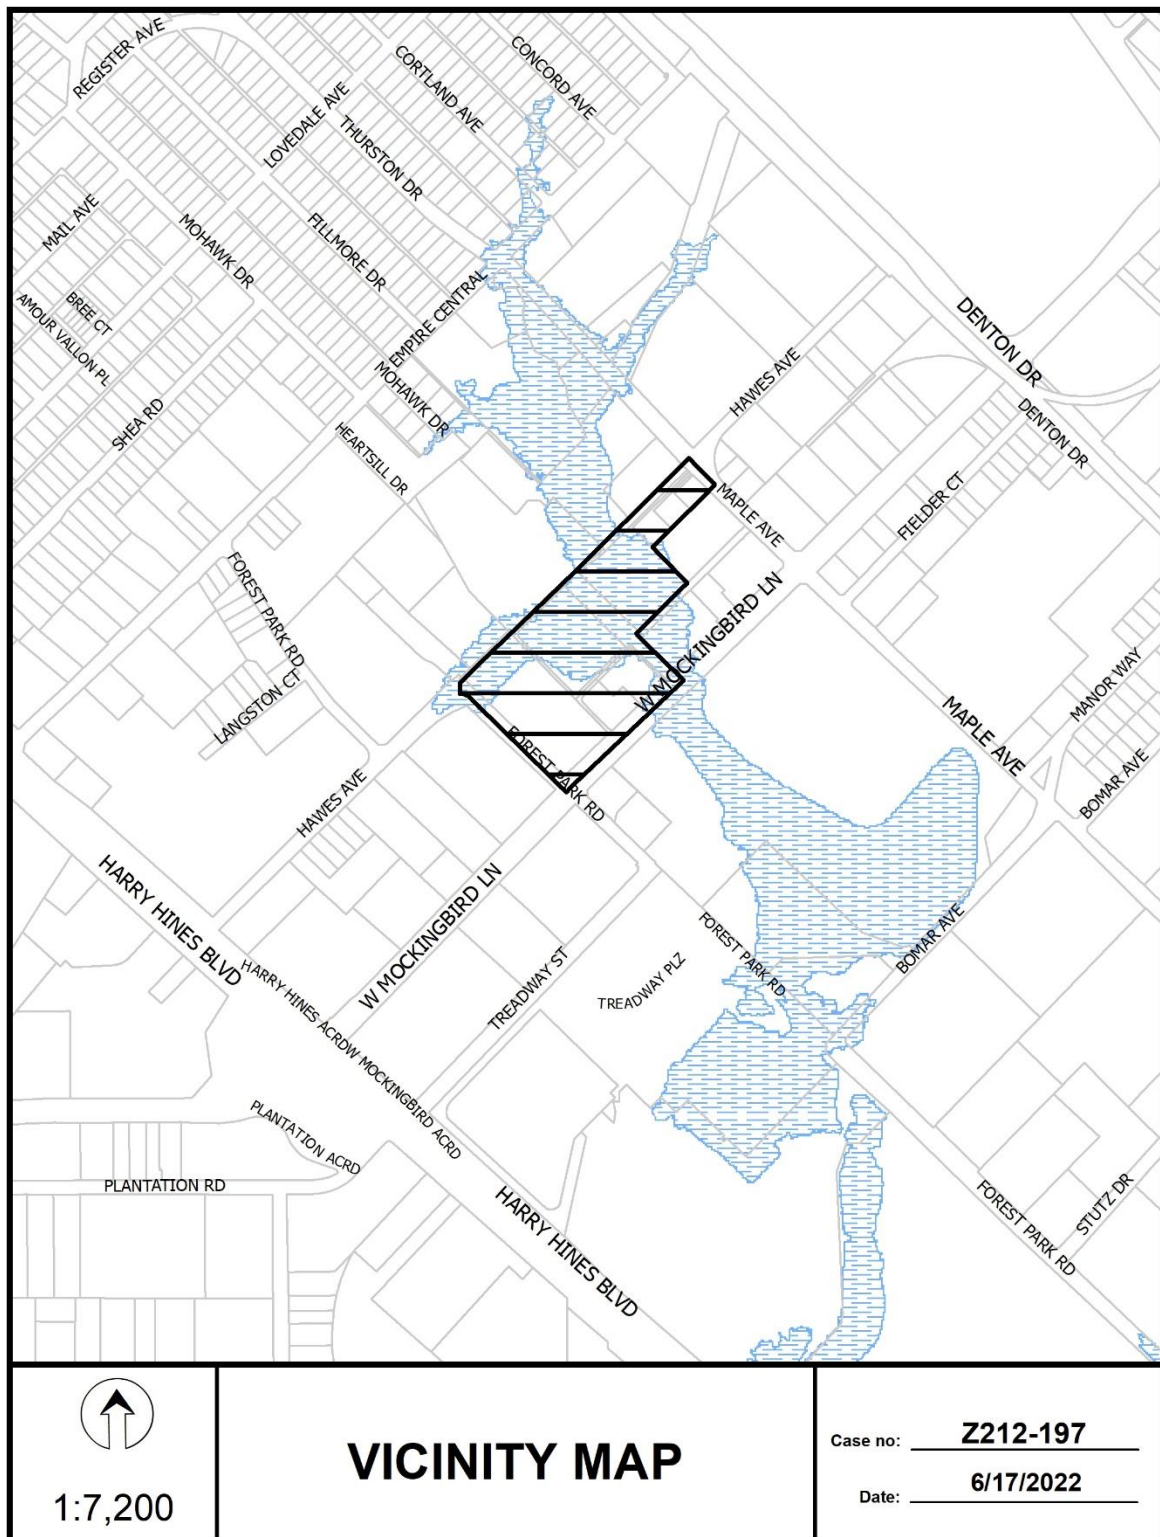 REGISTER AVE
CONCORD AVE
CORTLAND AVE
LOVEDALE AVE
THURSTON DR
MAIL AVE
MOHAWK DR
FILLMORE DR
BREE CT
AMOUR VALLON PL
EMPIRE CENTRAL
DENTON DR
HAWES AVE
MOHAWK DR
SHEA RD
HEARTSILL DR
DENTON DR
FIELDER CT
MAPLE AVE
FOREST PARK RD
W MOCKINGBIRD LN
LANGSTON CT
MANOR WAY
MAPLE AVE
FOREST PARK RD
BOMAR AVE
HAWES AVE
HARRY HINES BLVD
W MOCKINGBIRD LN
FOREST PARK RD
BOMAR AVE
HARRY HINES ACRD
W MOCKINGBIRD ACRD
TREADWAY ST
TREADWAY PLZ
PLANTATION ACRD
PLANTATION RD
HARRY HINES BLVD
FOREST PARK RD
STUTZ DR
1:7,200
VICINITY MAP
Case no: Z212-197
Date: 6/17/2022